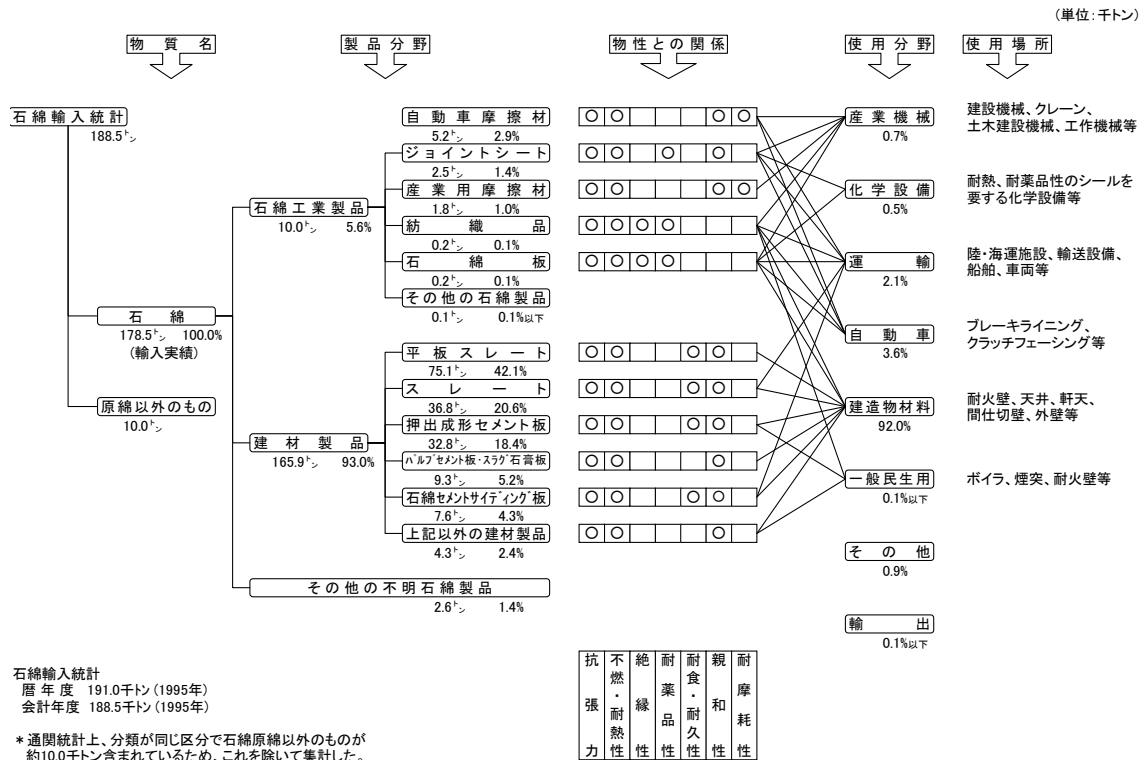 （単位：千トン）
物質名 製品分野 物性との関係 使用分野 使用場所
石綿輸入統計
188.5㌧
石綿
178.5㌧ 100.0%
（輸入実績）
原綿以外のもの
10.0㌧
石綿工業製品
10.0㌧ 5.6%
建材製品
165.9㌧ 93.0%
自動車摩擦材
5.2㌧ 2.9%
ジョイントシート
2.5㌧ 1.4%
産業用摩擦材
1.8㌧ 1.0%
紡織品
0.2㌧ 0.1%
石綿板
0.2㌧ 0.1%
その他の石綿製品
0.1㌧ 0.1%以下
平板スレート
75.1㌧ 42.1%
スレート
36.8㌧ 20.6%
押出成形セメント板
32.8㌧ 18.4%
パルプセメント板・スラグ石膏板
9.3㌧ 5.2%
石綿セメントサイディング板
7.6㌧ 4.3%
上記以外の建材製品
4.3㌧ 2.4%
その他の不明石綿製品
2.6㌧ 1.4%
○○○○
○○○○
○○○○
○○○○
○○○○
○○○○
○○○○
○○○○
○○○
○○○○
○○○
産業機械
0.7%
化学設備
0.5%
運輸
2.1%
自動車
3.6%
建造物材料
92.0%
一般民生用
0.1%以下
その他
0.9%
輸出
0.1%以下
建設機械、クレーン、
土木建設機械、工作機械等
耐熱、耐薬品性のシールを
要する化学設備等
陸・海運施設、輸送設備、
船舶、車両等
ブレーキライニング、
クラッチフェーシング等
耐火壁、天井、軒天、
間仕切壁、外壁等
ボイラ、煙突、耐火壁等
抗張力
不燃・耐熱性
絶縁性
耐薬品性
耐食・耐久性
親和性
耐摩耗性
石綿輸入統計
暦年度 191.0千トン（1995年）
会計年度 188.5千トン（1995年）
＊通関統計上、分類が同じ区分で石綿原綿以外のものが
約10.0千トン含まれているため、これを除いて集計した。